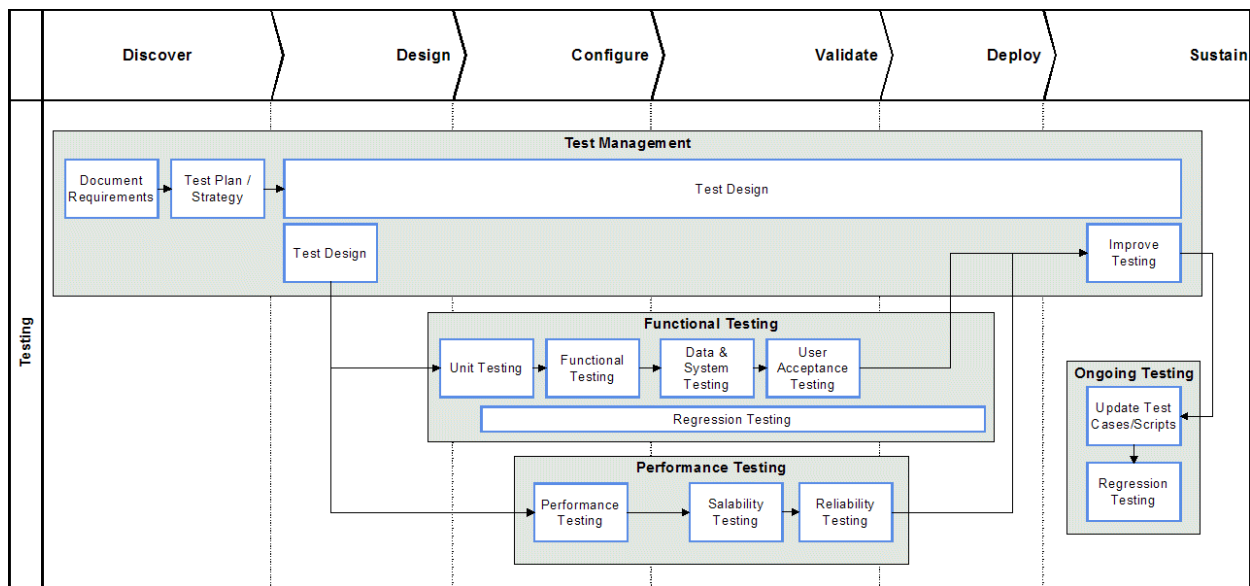 Discover
Design
Configure
Validate
Deploy
Sustain
Testing
Test Management
Document
Requirements
Test Plan /
Strategy
Test Design
Test Design
Improve
Testing
Functional Testing
Unit Testing
Functional
Testing
Data &
System
Testing
User
Acceptance
Testing
Regression Testing
Ongoing Testing
Update Test
Cases/Scripts
Regression
Testing
Performance Testing
Performance
Testing
Salability
Testing
Reliability
Testing